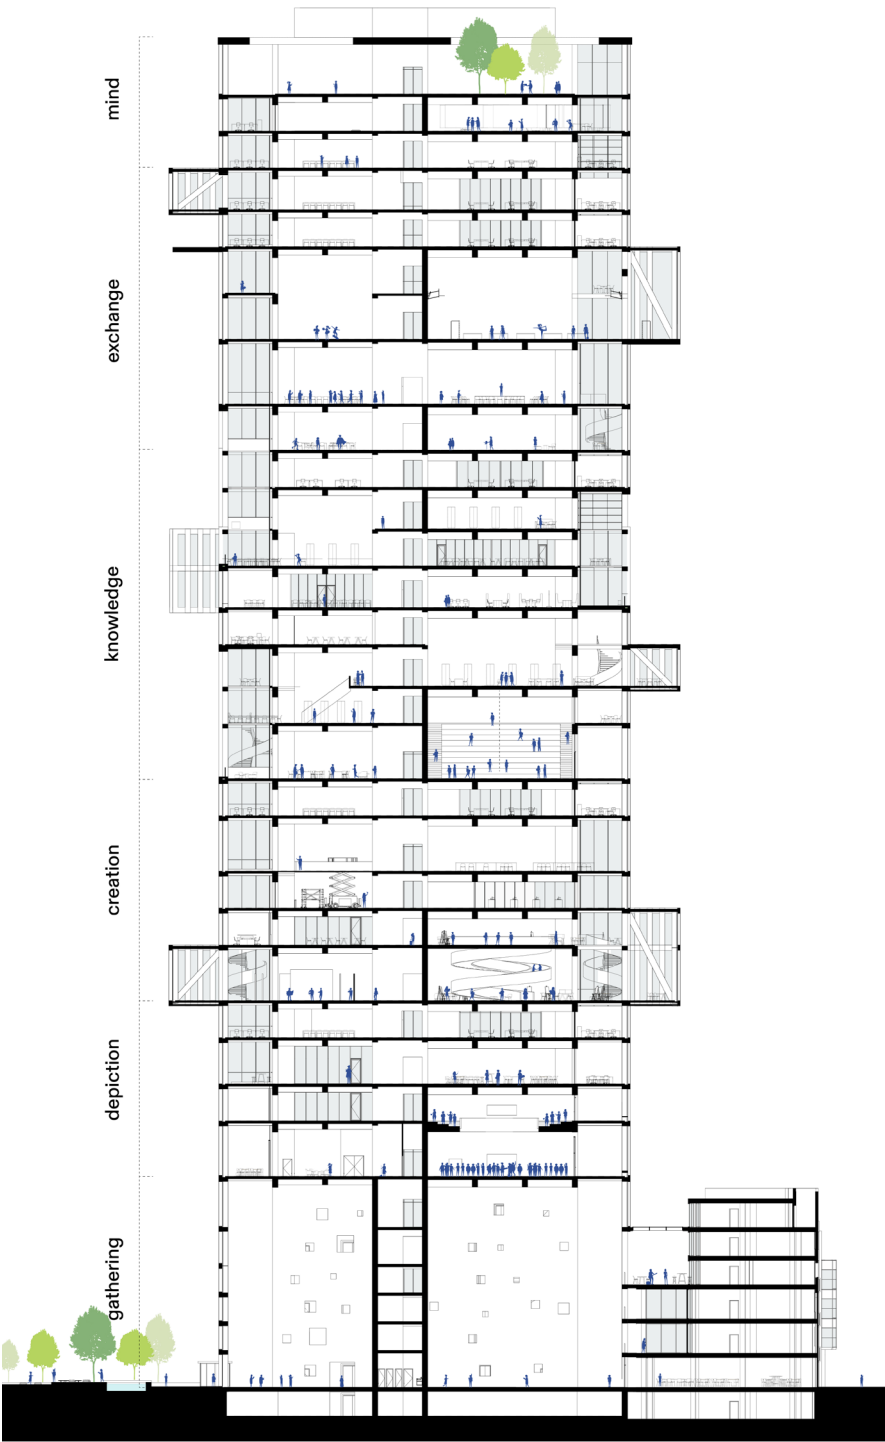 mind
exchange
knowledge
creation
depiction
gathering